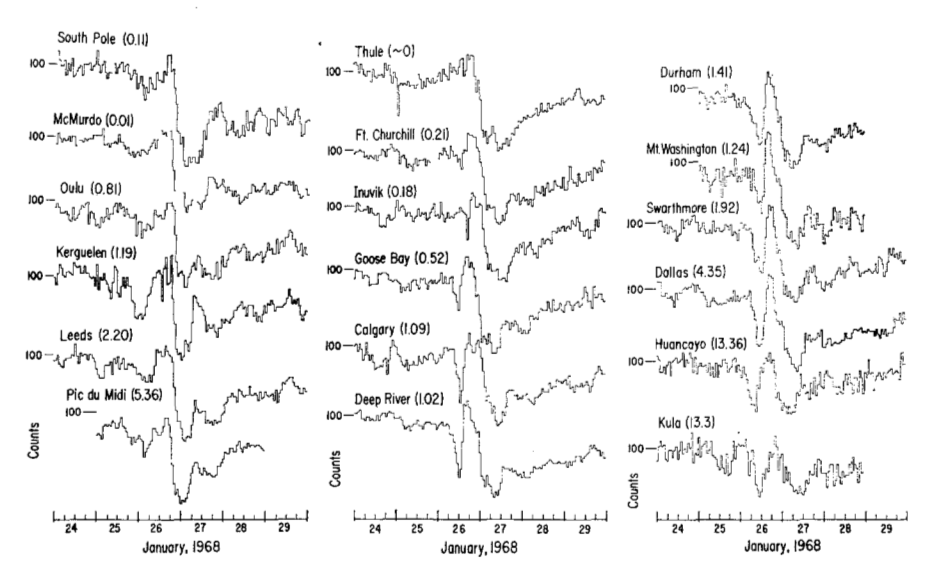 South Pole (0.11)
100
McMurdo (0.01)
100
Oulu (0.81)
100
Kerguelen (1.19)
100
Leeds (2.20)
100
Pic du Midi (5.36)
100
Counts
24 25 26 27 28 29
January, 1968
Thule (~0)
100
Ft. Churchill (0.21)
100
Inuvik (0.18)
100
Goose Bay (0.52)
100
Calgary (1.09)
100
Deep River (1.02)
100
Counts
24 25 26 27 28 29
January, 1968
Durham (1.41)
100
Mt. Washington (1.24)
100
Swarthmore (1.92)
100
Dallas (4.35)
100
Huancayo (13.36)
100
Kula (13.3)
100
Counts
24 25 26 27 28 29
January, 1968